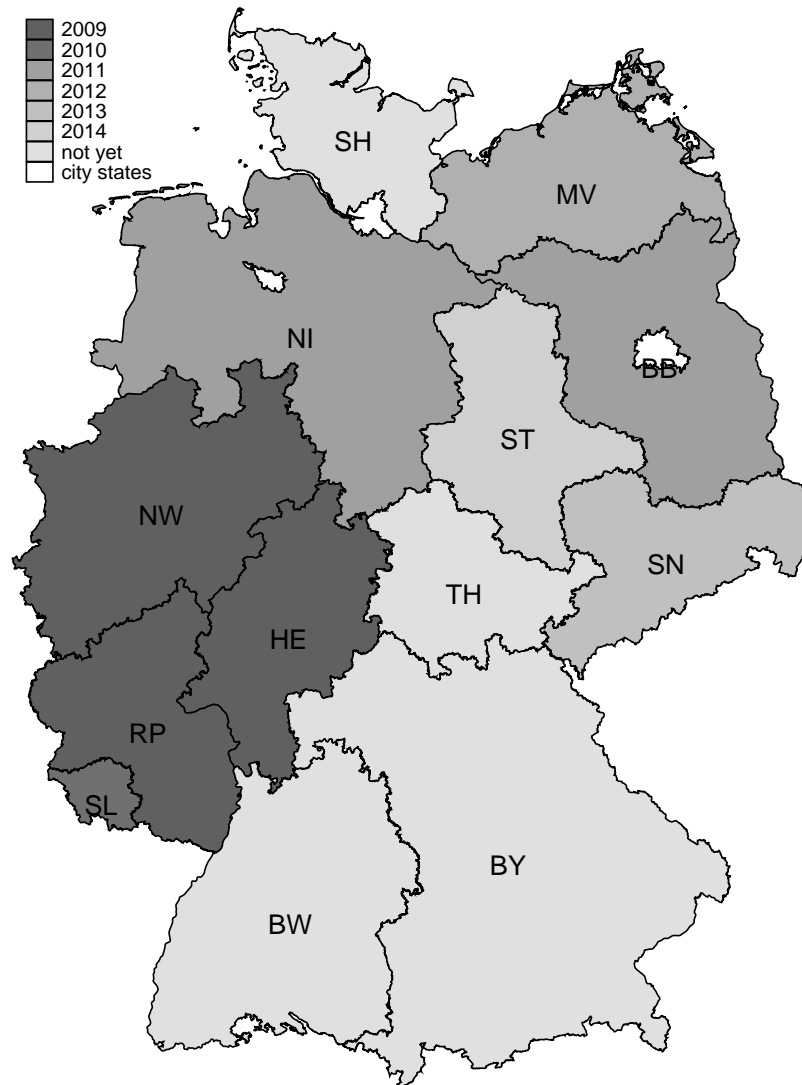 2009
2010
2011
2012
2013
2014
not yet
city states
SH
MV
NI
BB
ST
NW
SN
TH
HE
RP
SL
BY
BW